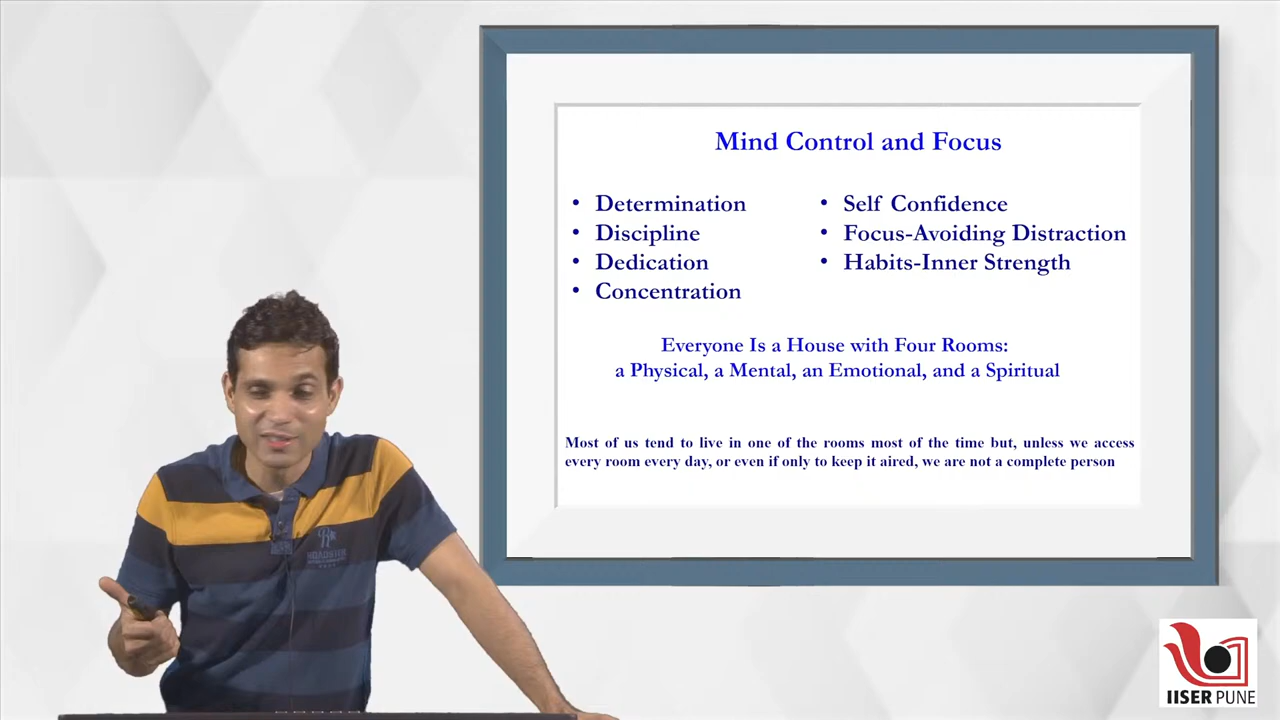 Mind Control and Focus
• Determination
• Discipline
• Dedication
• Concentration
• Self Confidence
• Focus-Avoiding Distraction
• Habits-Inner Strength
Everyone Is a House with Four Rooms:
a Physical, a Mental, an Emotional, and a Spiritual
Most of us tend to live in one of the rooms most of the time but, unless we access
every room every day, or even if only to keep it aired, we are not a complete person
ROADSTER
IISER PUNE